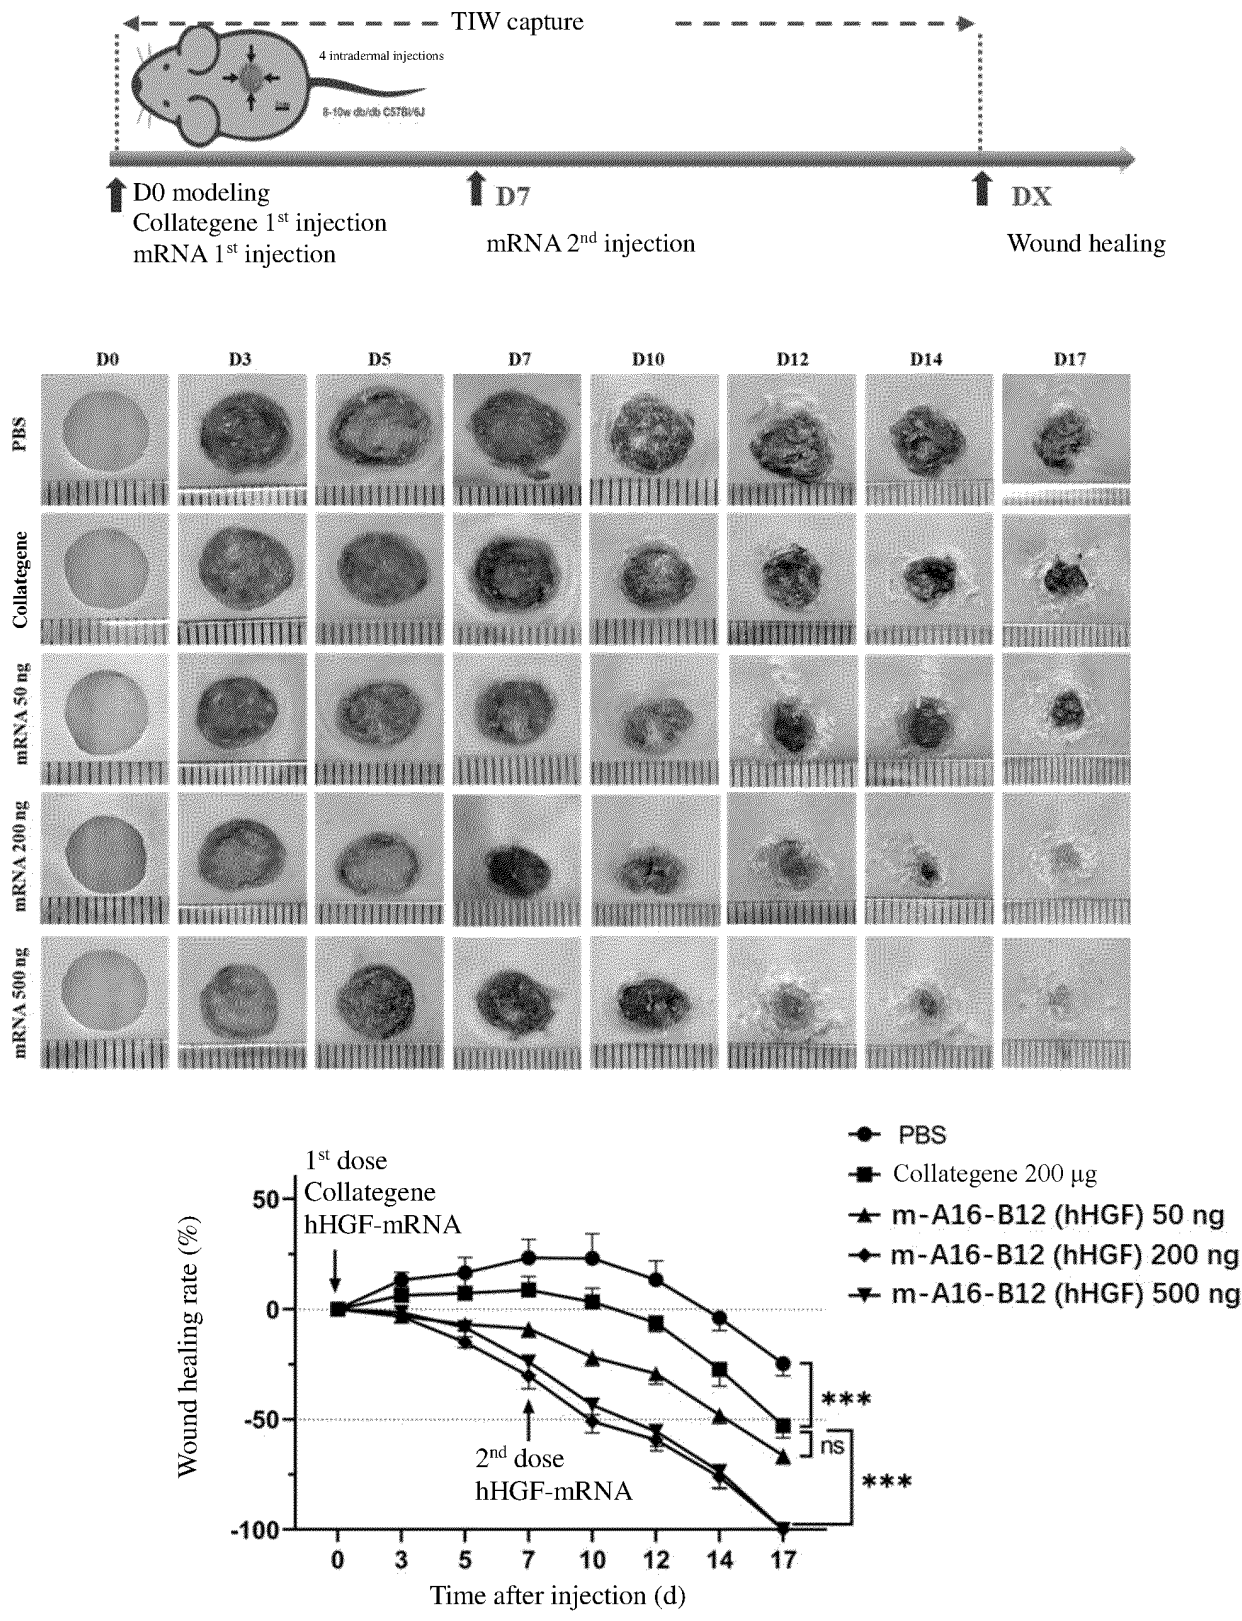 TIW capture
4 intradermal injections
8-10w db/db C57Bl/6J
D0 modeling
Collategene 1st injection
mRNA 1st injection
D7
mRNA 2nd injection
DX
Wound healing
D0 D3 D5 D7 D10 D12 D14 D17
PBS
Collategene
mRNA 50 ng
mRNA 200 ng
mRNA 500 ng
PBS
Collategene 200 µg
m-A16-B12 (hHGF) 50 ng
m-A16-B12 (hHGF) 200 ng
m-A16-B12 (hHGF) 500 ng
1st dose
Collategene
hHGF-mRNA
Wound healing rate (%)
50
0
-50
-100
2nd dose
hHGF-mRNA
***
ns
***
0 3 5 7 10 12 14 17
Time after injection (d)